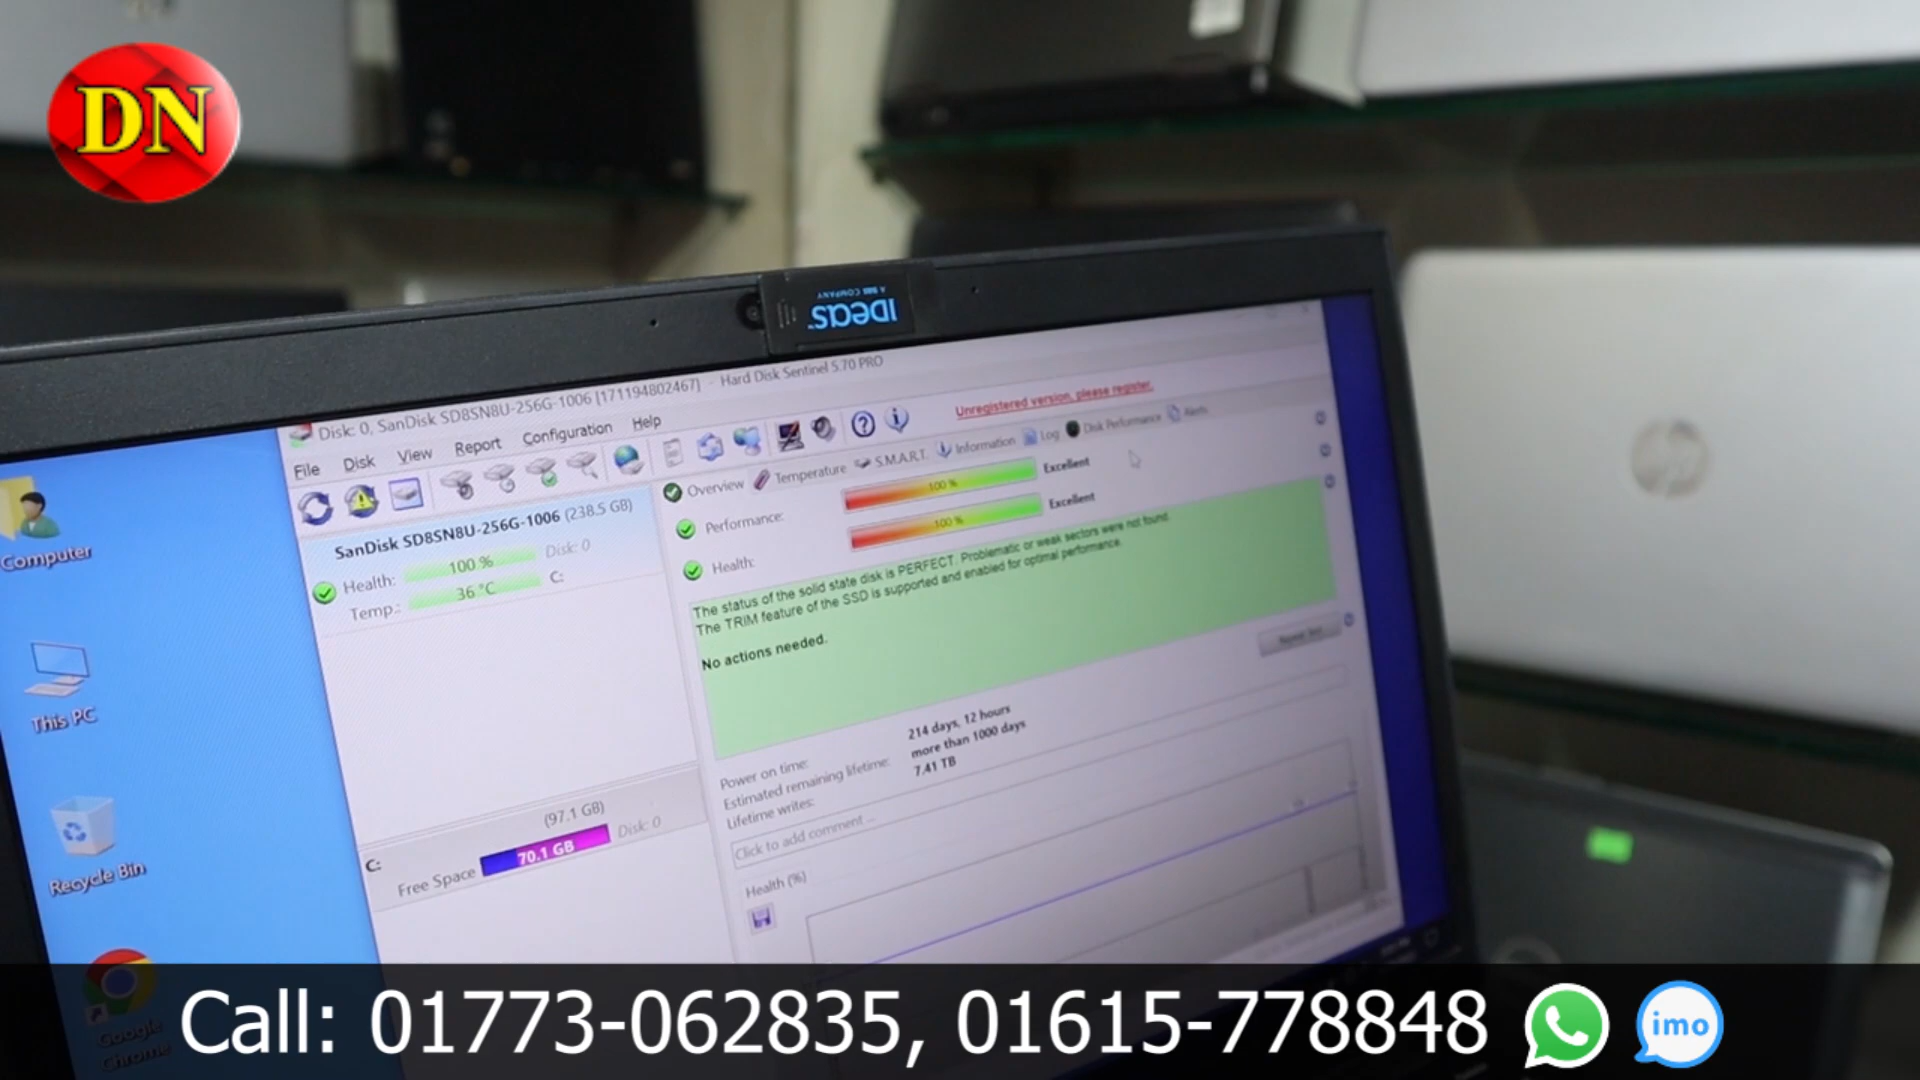 DN
IDEAS
A SBS COMPANY
Disk: 0, SanDisk SD8SN8U-256G-1006 [171194802467] - Hard Disk Sentinel 5.70 PRO
File Disk View Report Configuration Help
Unregistered version, please register.
Overview Temperature S.M.A.R.T. Information Log Disk Performance Alerts
SanDisk SD8SN8U-256G-1006 (238.5 GB)
Health: 100 % Disk: 0
Temp.: 36 °C C:
Performance: 100 % Excellent
Health: 100 % Excellent
The status of the solid state disk is PERFECT. Problematic or weak sectors were not found.
The TRIM feature of the SSD is supported and enabled for optimal performance.
No actions needed.
Repeat Test
Power on time: 214 days, 12 hours
Estimated remaining lifetime: more than 1000 days
Lifetime writes: 7.41 TB
Click to add comment ...
Health (%)
C: (97.1 GB)
Free Space 70.1 GB Disk: 0
Computer
This PC
Recycle Bin
Google
Chrome
Call: 01773-062835, 01615-778848
imo